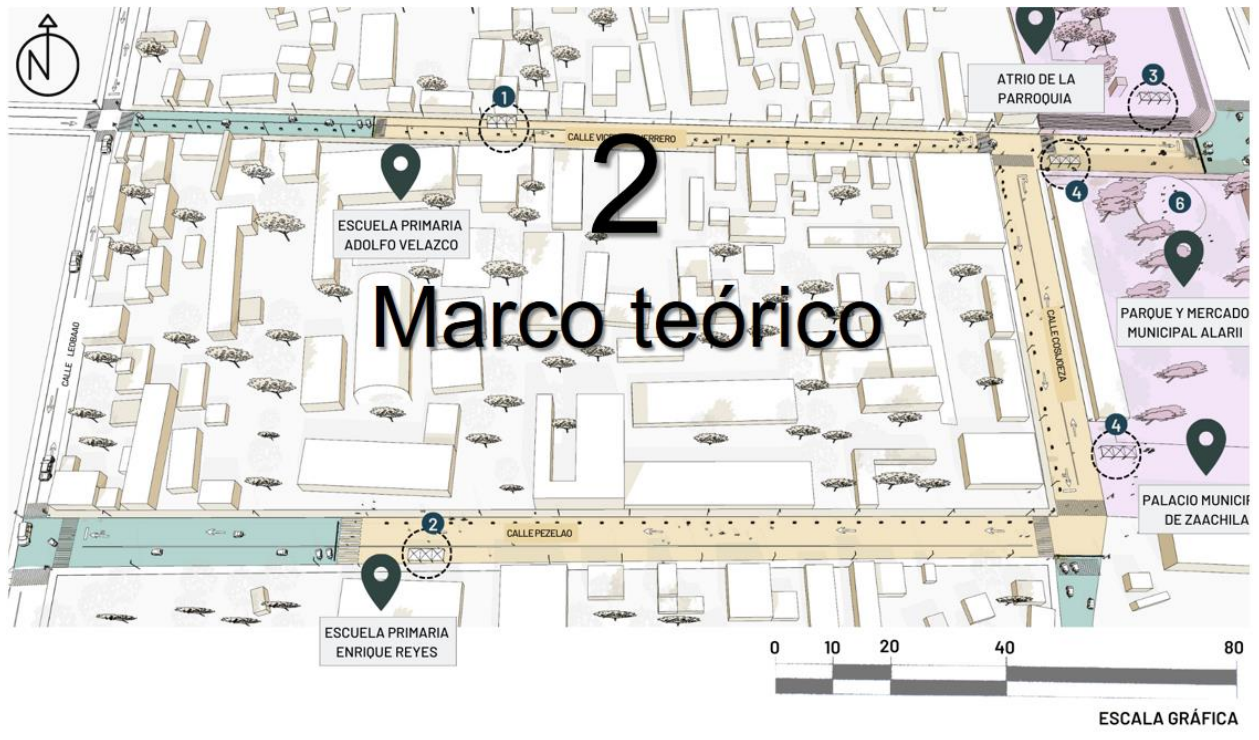 N
ATRIO DE LA
PARROQUIA
3
1
CALLE VICENTE GUERRERO
2
4
6
ESCUELA PRIMARIA
ADOLFO VELAZCO
Marco teórico
PARQUE Y MERCADO
MUNICIPAL ALARII
CALLE LEOBAAO
CALLE COSIJOEZA
4
PALACIO MUNICIP
DE ZAACHILA
2
CALLE PEZELAO
ESCUELA PRIMARIA
ENRIQUE REYES
0 10 20 40 80
ESCALA GRÁFICA